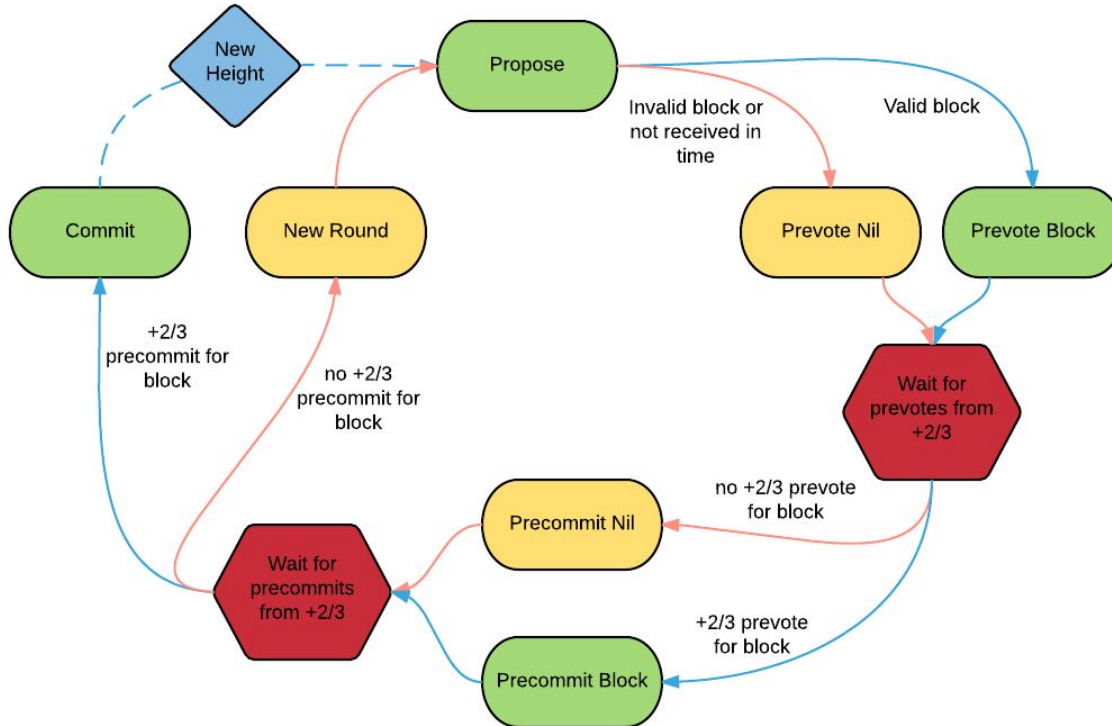 New
Height
Propose
Invalid block or
not received in
time
Valid block
Commit
New Round
Prevote Nil
Prevote Block
+2/3
precommit for
block
no +2/3
precommit for
block
Wait for
prevotes from
+2/3
no +2/3 prevote
for block
Precommit Nil
Wait for
precommits
from +2/3
+2/3 prevote
for block
Precommit Block